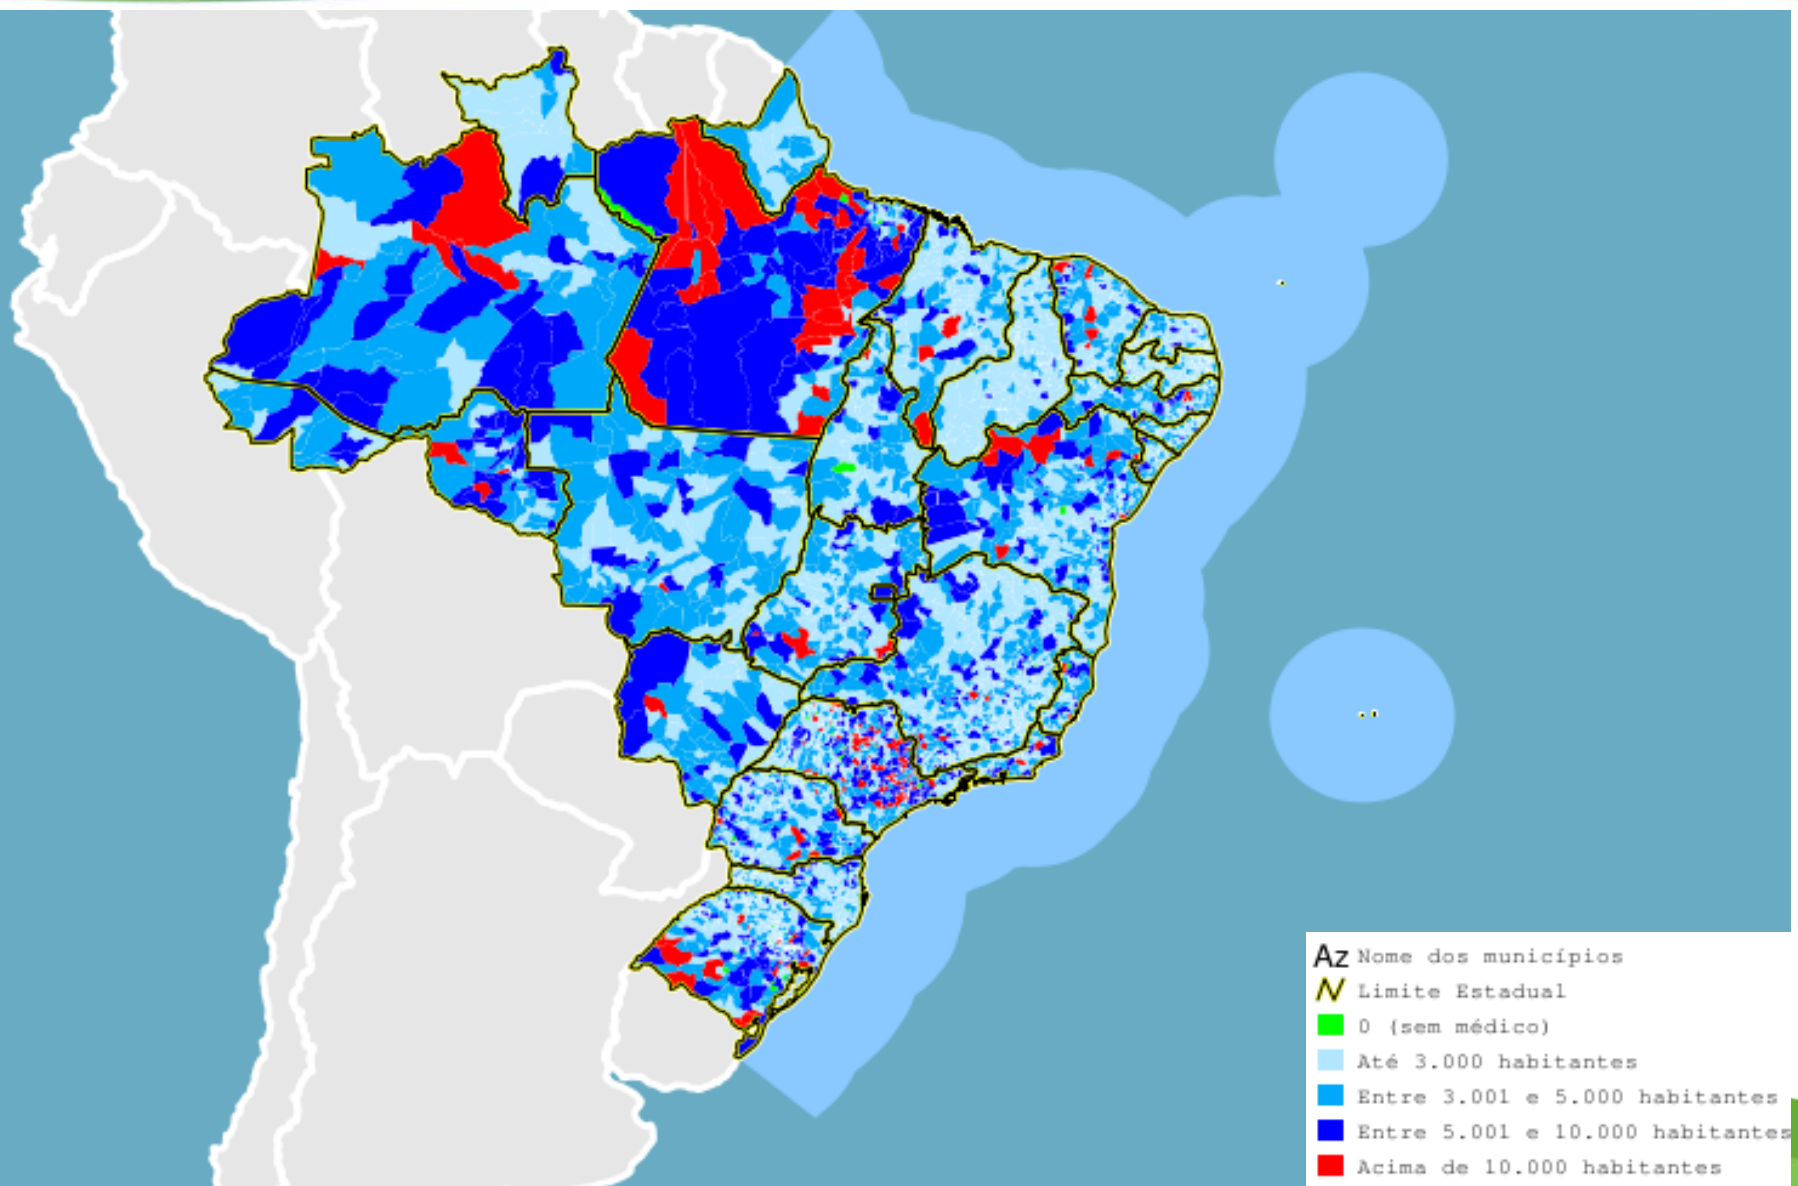 Az Nome dos municípios
Limite Estadual
0 (sem médico)
Até 3.000 habitantes
Entre 3.001 e 5.000 habitantes
Entre 5.001 e 10.000 habitantes
Acima de 10.000 habitantes